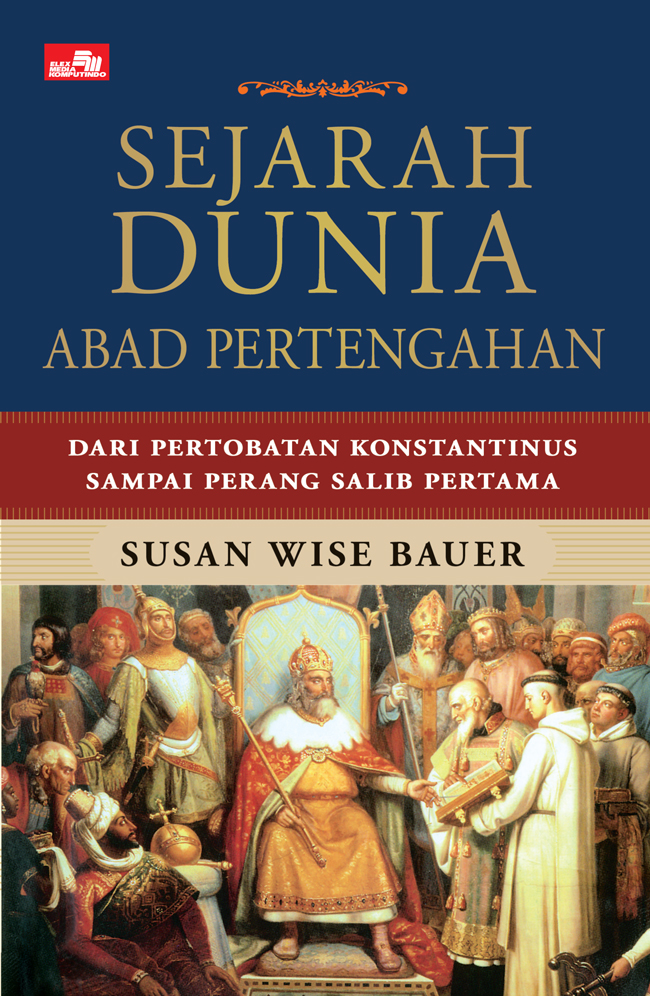 ELEX
MEDIA
KOMPUTINDO
SEJARAH
DUNIA
ABAD PERTENGAHAN
DARI PERTOBATAN KONSTANTINUS
SAMPAI PERANG SALIB PERTAMA
SUSAN WISE BAUER